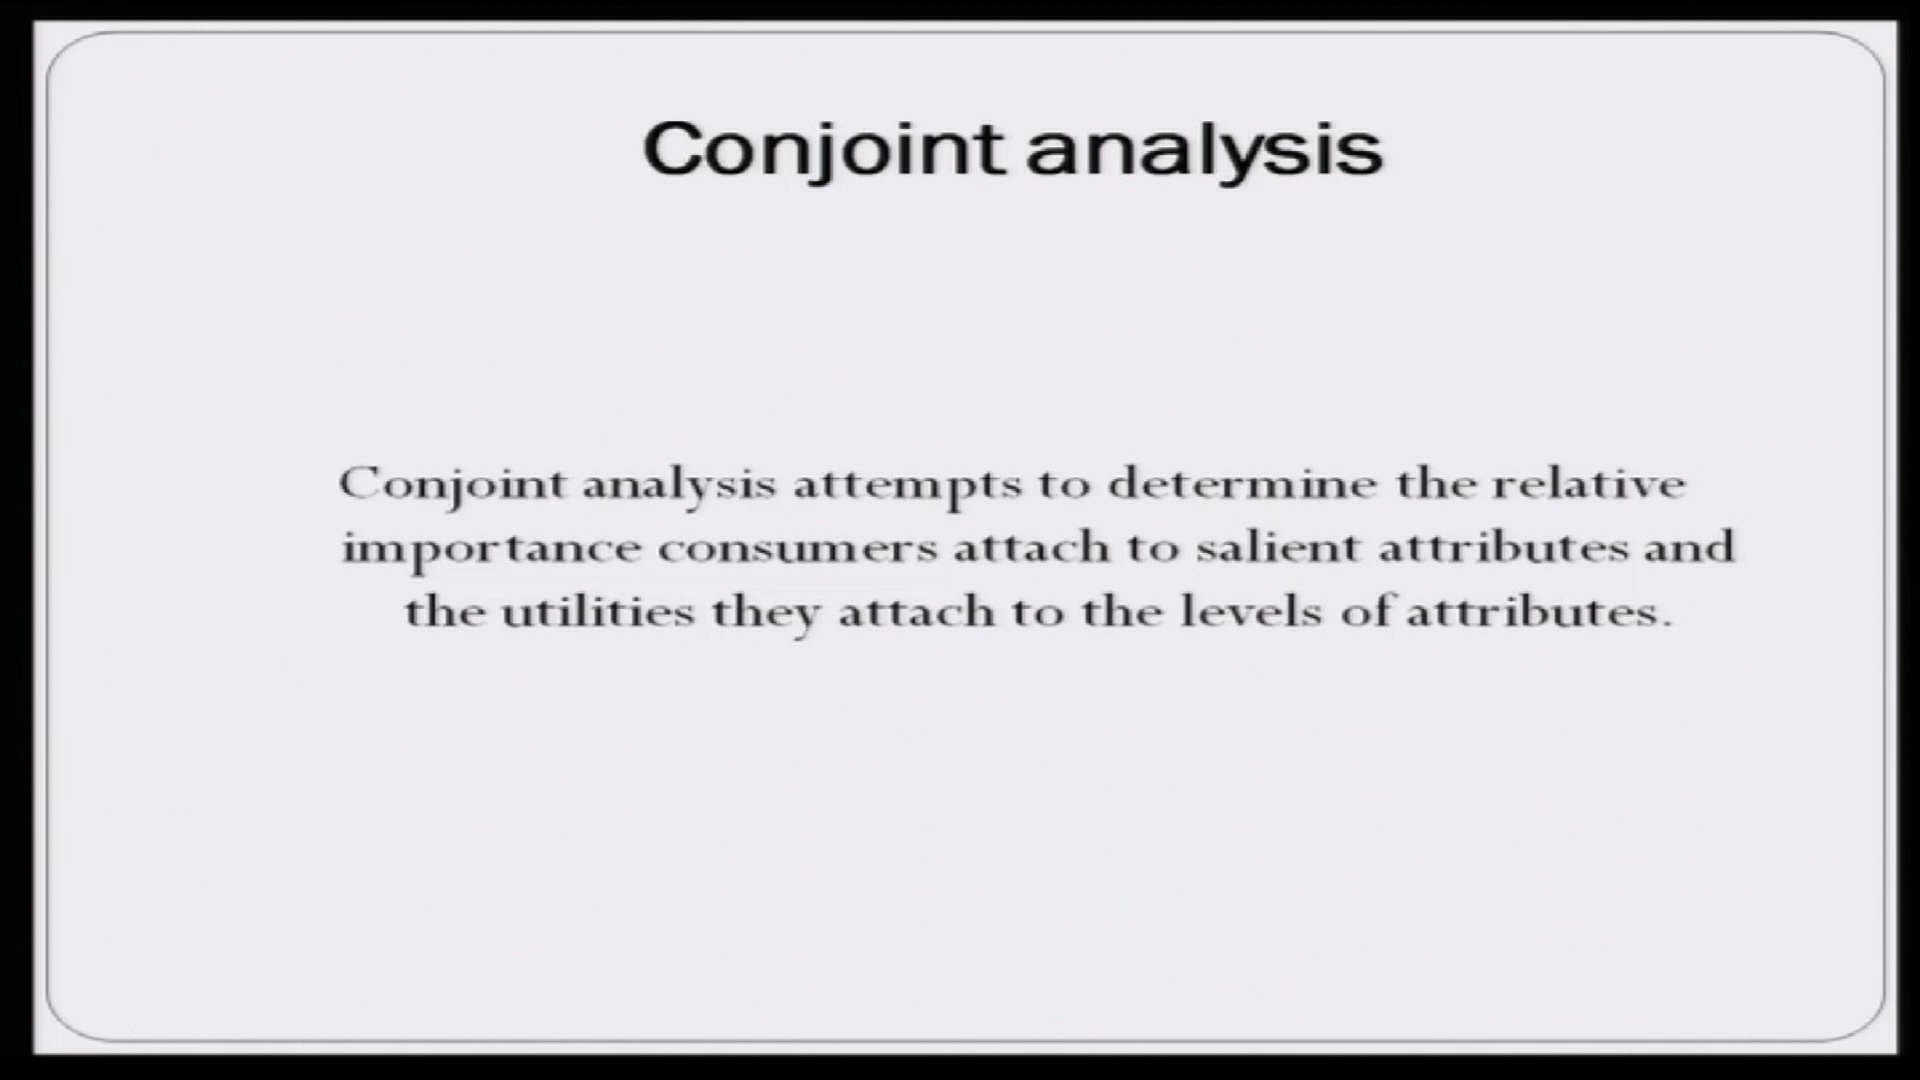 Conjoint analysis
Conjoint analysis attempts to determine the relative
importance consumers attach to salient attributes and
the utilities they attach to the levels of attributes.